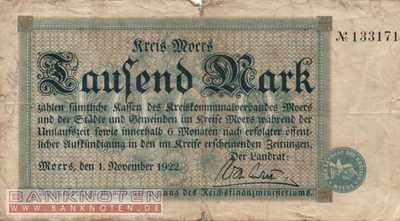 Kreis Moers
№ 133171
Tausend Mark
zahlen sämtliche Kassen des Kreiskommunalverbandes Moers
und der Städte und Gemeinden im Kreise Moers während der
Umlaufszeit sowie innerhalb 6 Monaten nach erfolgter öffent-
licher Aufkündigung in den im Kreise erscheinenden Zeitungen.
Moers, den 1. November 1922.
Der Landrat:
des Reichsfinanzministeriums.
BANKNOTEN
WWW.BANKNOTEN.DE